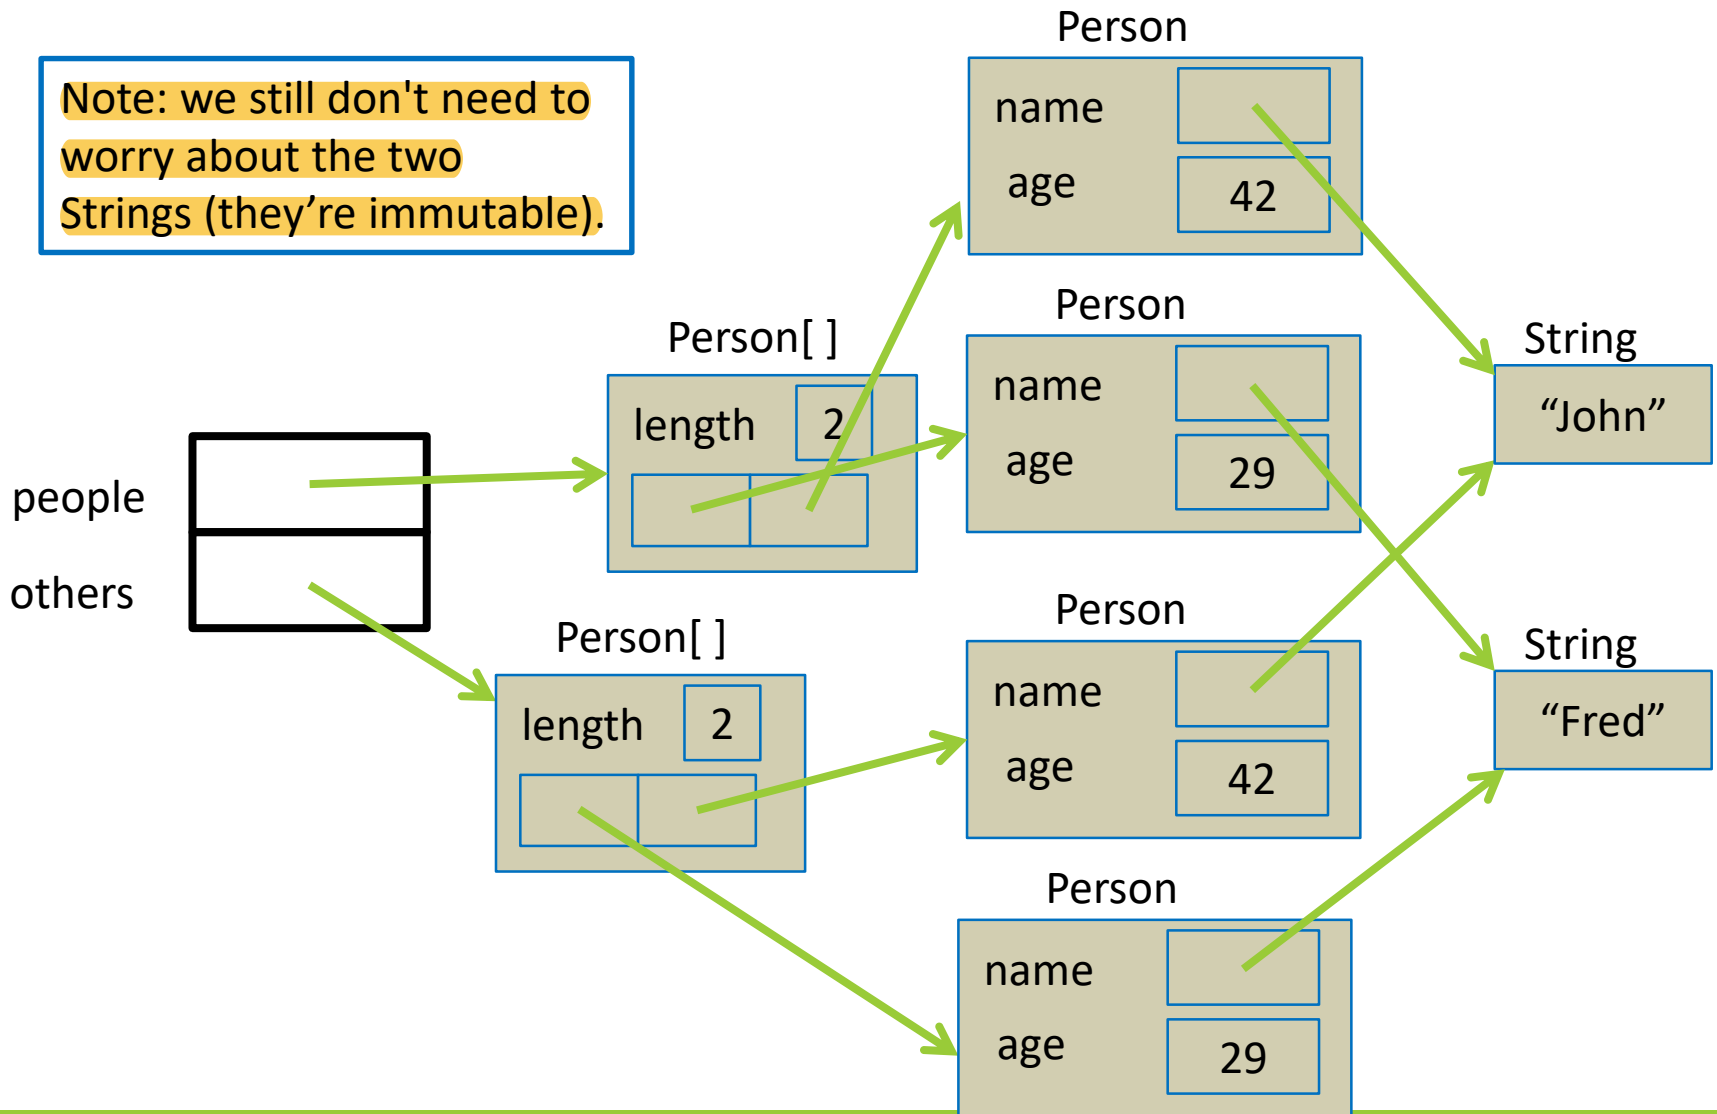 Note: we still don't need to
worry about the two
Strings (they’re immutable).
Person
name
age
42
Person
name
age
29
Person[ ]
length
2
String
“John”
people
others
Person[ ]
length
2
Person
name
age
42
String
“Fred”
Person
name
age
29